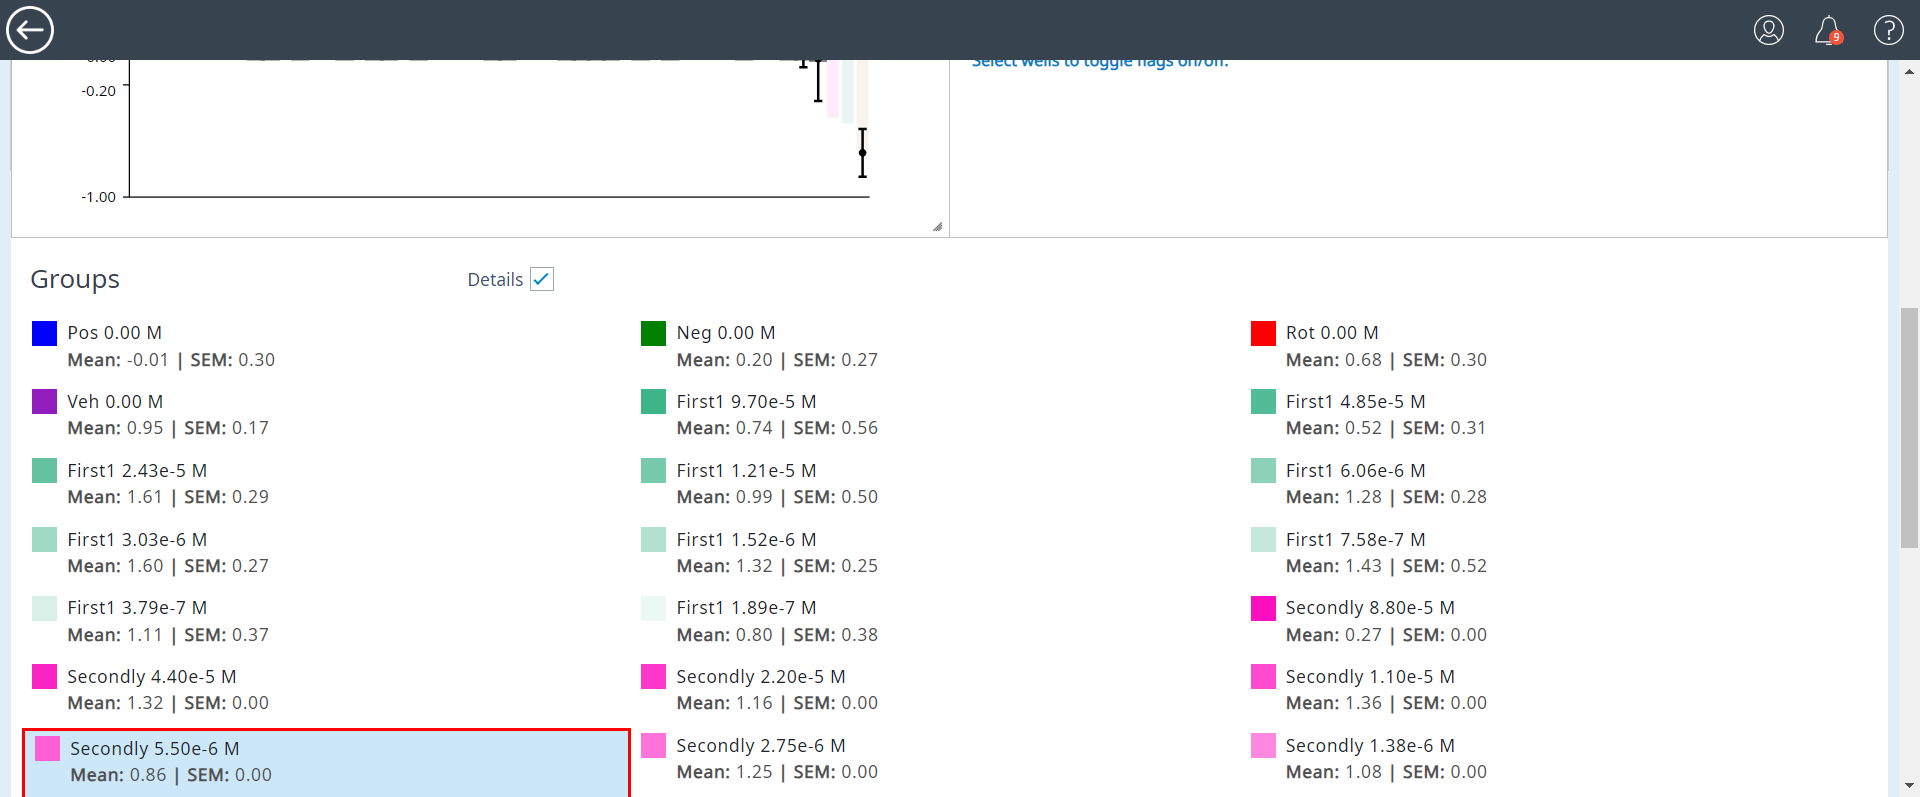 9
0.00
Select wells to toggle flags on/off.
-0.20
-1.00
Groups
Details
Pos 0.00 M
Mean: -0.01 | SEM: 0.30
Neg 0.00 M
Mean: 0.20 | SEM: 0.27
Rot 0.00 M
Mean: 0.68 | SEM: 0.30
Veh 0.00 M
Mean: 0.95 | SEM: 0.17
First1 9.70e-5 M
Mean: 0.74 | SEM: 0.56
First1 4.85e-5 M
Mean: 0.52 | SEM: 0.31
First1 2.43e-5 M
Mean: 1.61 | SEM: 0.29
First1 1.21e-5 M
Mean: 0.99 | SEM: 0.50
First1 6.06e-6 M
Mean: 1.28 | SEM: 0.28
First1 3.03e-6 M
Mean: 1.60 | SEM: 0.27
First1 1.52e-6 M
Mean: 1.32 | SEM: 0.25
First1 7.58e-7 M
Mean: 1.43 | SEM: 0.52
First1 3.79e-7 M
Mean: 1.11 | SEM: 0.37
First1 1.89e-7 M
Mean: 0.80 | SEM: 0.38
Secondly 8.80e-5 M
Mean: 0.27 | SEM: 0.00
Secondly 4.40e-5 M
Mean: 1.32 | SEM: 0.00
Secondly 2.20e-5 M
Mean: 1.16 | SEM: 0.00
Secondly 1.10e-5 M
Mean: 1.36 | SEM: 0.00
Secondly 5.50e-6 M
Mean: 0.86 | SEM: 0.00
Secondly 2.75e-6 M
Mean: 1.25 | SEM: 0.00
Secondly 1.38e-6 M
Mean: 1.08 | SEM: 0.00